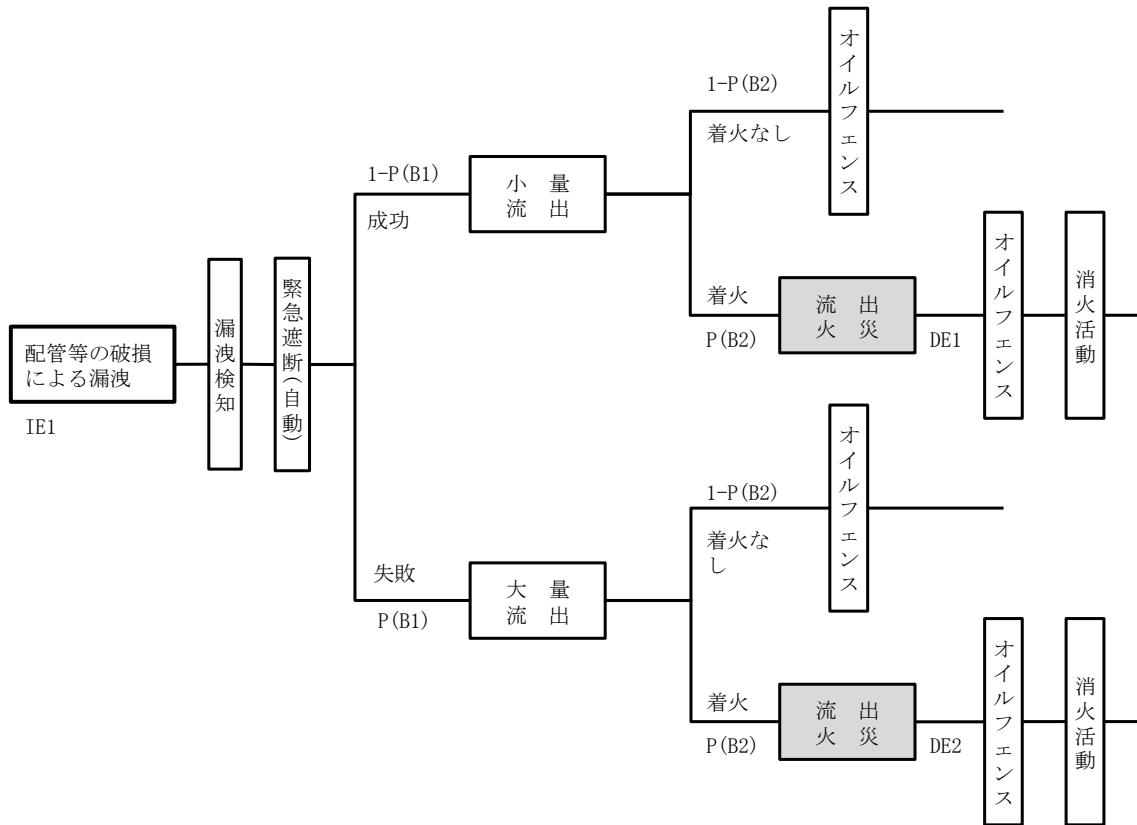 配管等の破損
による漏洩
IE1
漏洩検知
緊急遮断(自動)
1-P(B1)
成功
小 量
流 出
1-P(B2)
着火なし
オイルフェンス
着火
P(B2)
流 出
火 災
DE1
オイルフェンス
消火活動
失敗
P(B1)
大 量
流 出
1-P(B2)
着火な
し
オイルフェンス
着火
P(B2)
流 出
火 災
DE2
オイルフェンス
消火活動